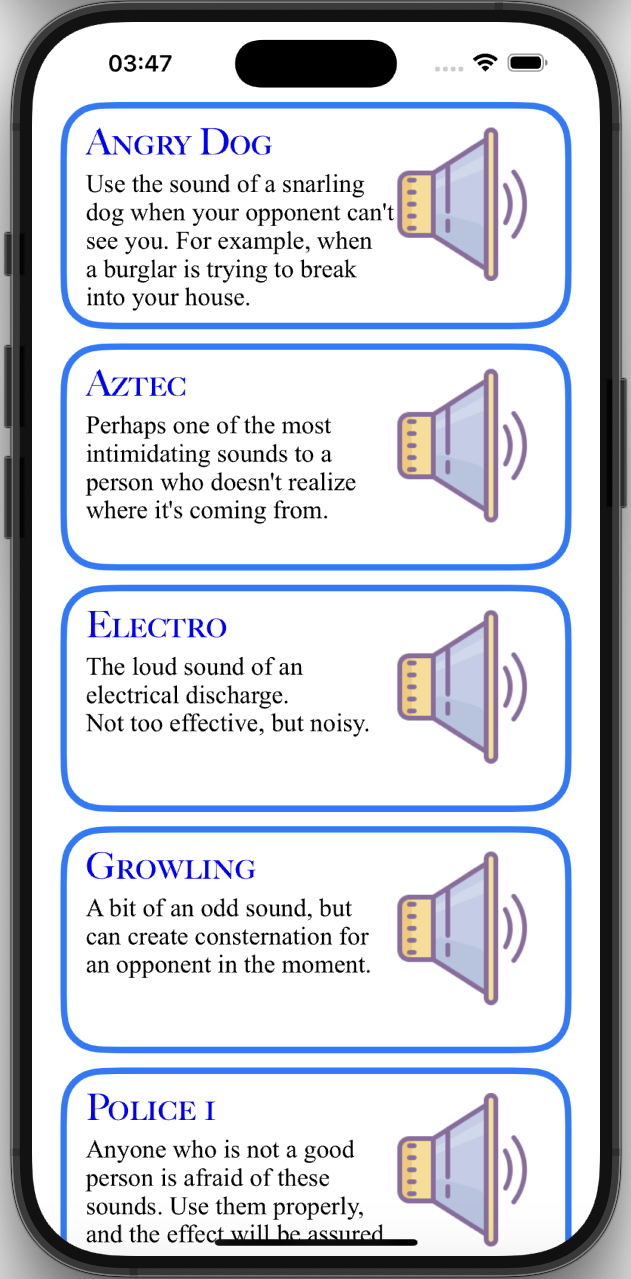 03:47
Angry Dog
Use the sound of a snarling
dog when your opponent can't
see you. For example, when
a burglar is trying to break
into your house.
Aztec
Perhaps one of the most
intimidating sounds to a
person who doesn't realize
where it's coming from.
Electro
The loud sound of an
electrical discharge.
Not too effective, but noisy.
Growling
A bit of an odd sound, but
can create consternation for
an opponent in the moment.
Police 1
Anyone who is not a good
person is afraid of these
sounds. Use them properly,
and the effect will be assured